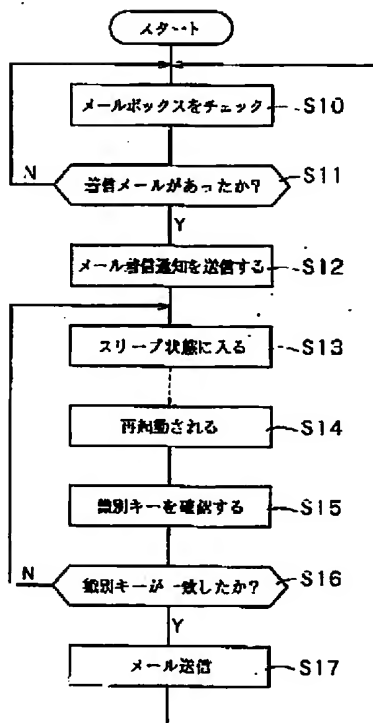 スタート
メールボックスをチェック S10
着信メールがあったか? S11
N
Y
メール着信通知を送信する S12
スリープ状態に入る S13
再起動される S14
識別キーを確認する S15
識別キーが一致したか? S16
N
Y
メール送信 S17